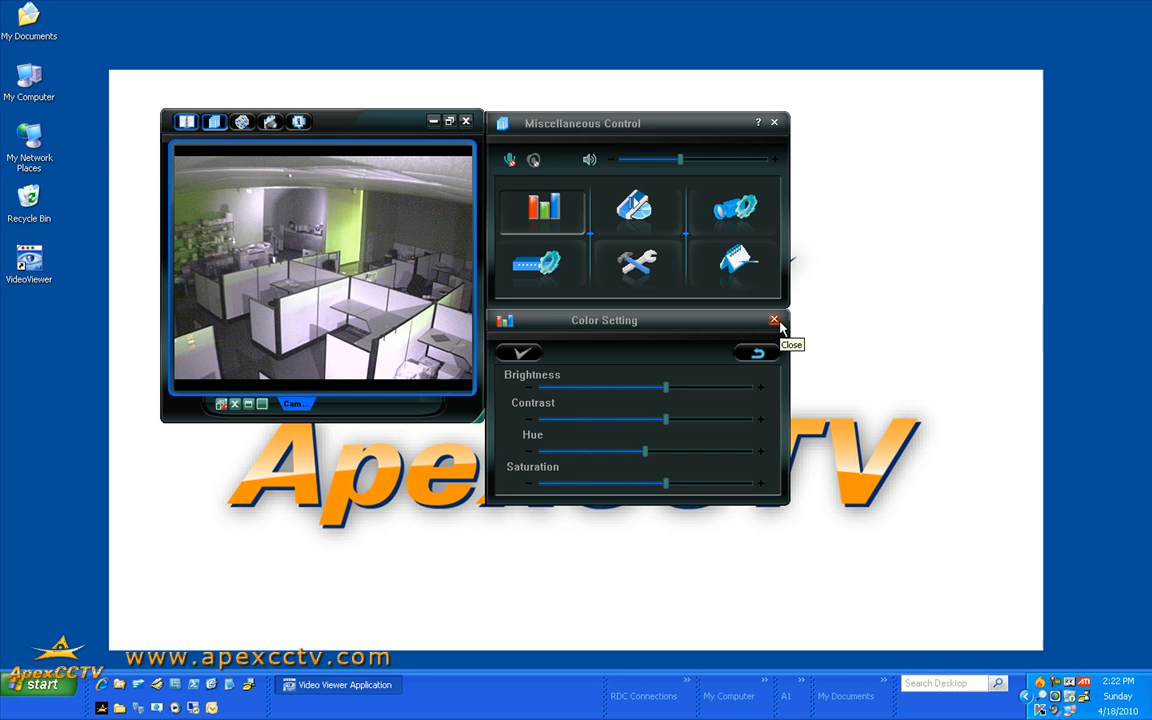 My Documents
My Computer
My Network
Places
Recycle Bin
VideoViewer
Miscellaneous Control
?
Color Setting
Close
Brightness
Contrast
Hue
Saturation
Cam...
www.apexcctv.com
ApexCCTV
start
Video Viewer Application
RDC Connections
My Computer
A1
My Documents
Search Desktop
2:22 PM
Sunday
4/18/2010